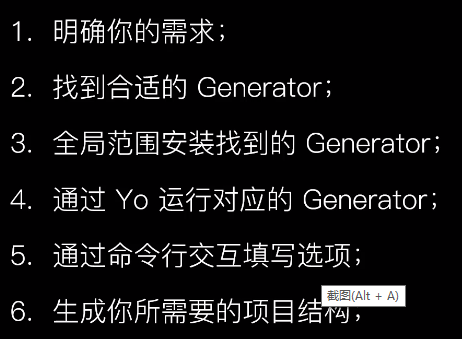 1. 明确你的需求；
2. 找到合适的 Generator；
3. 全局范围安装找到的 Generator；
4. 通过 Yo 运行对应的 Generator；
5. 通过命令行交互填写选项；
截图(Alt + A)
6. 生成你所需要的项目结构；